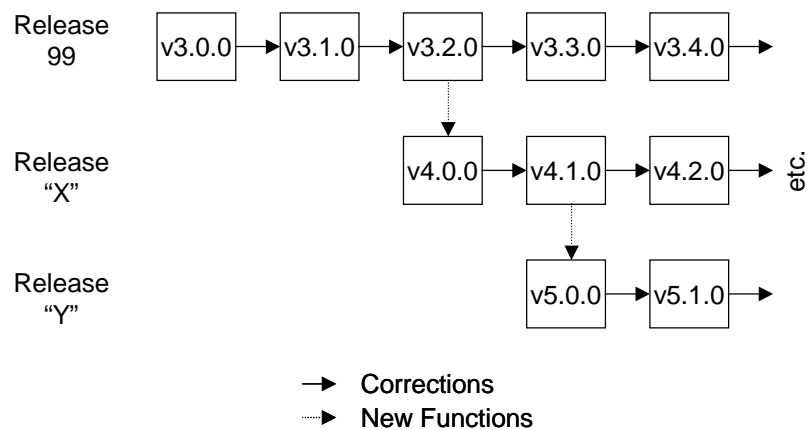 Release
99
v3.0.0
v3.1.0
v3.2.0
v3.3.0
v3.4.0
Release
“X”
v4.0.0
v4.1.0
v4.2.0
etc.
Release
“Y”
v5.0.0
v5.1.0
Corrections
New Functions